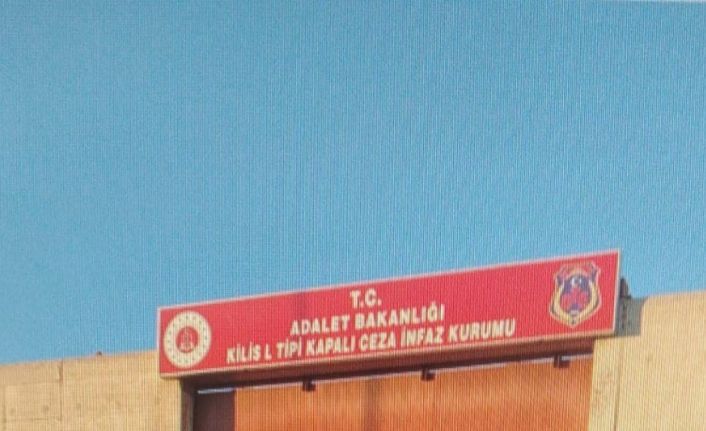 T.C.
ADALET BAKANLIĞI
KİLİS L TİPİ KAPALI CEZA İNFAZ KURUMU